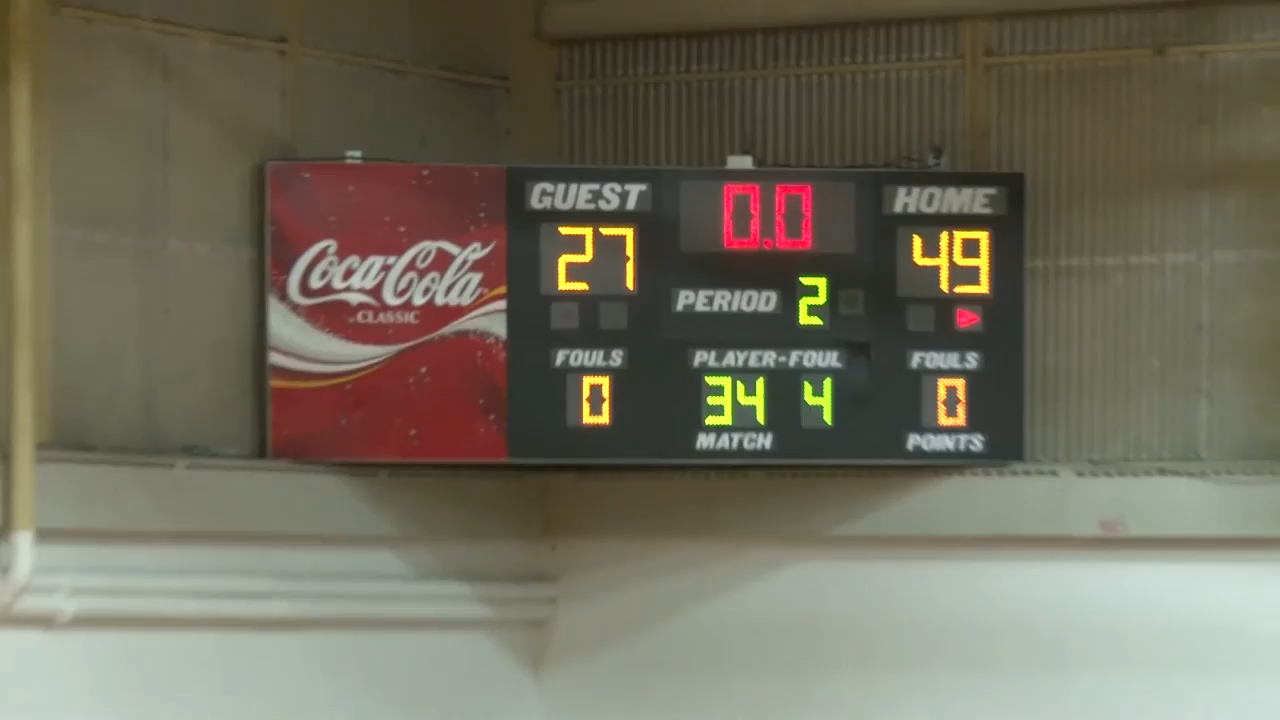 Coca-Cola
CLASSIC
GUEST
0.0
HOME
27
49
PERIOD 2
FOULS
PLAYER-FOUL
FOULS
0
34 4
0
MATCH
POINTS